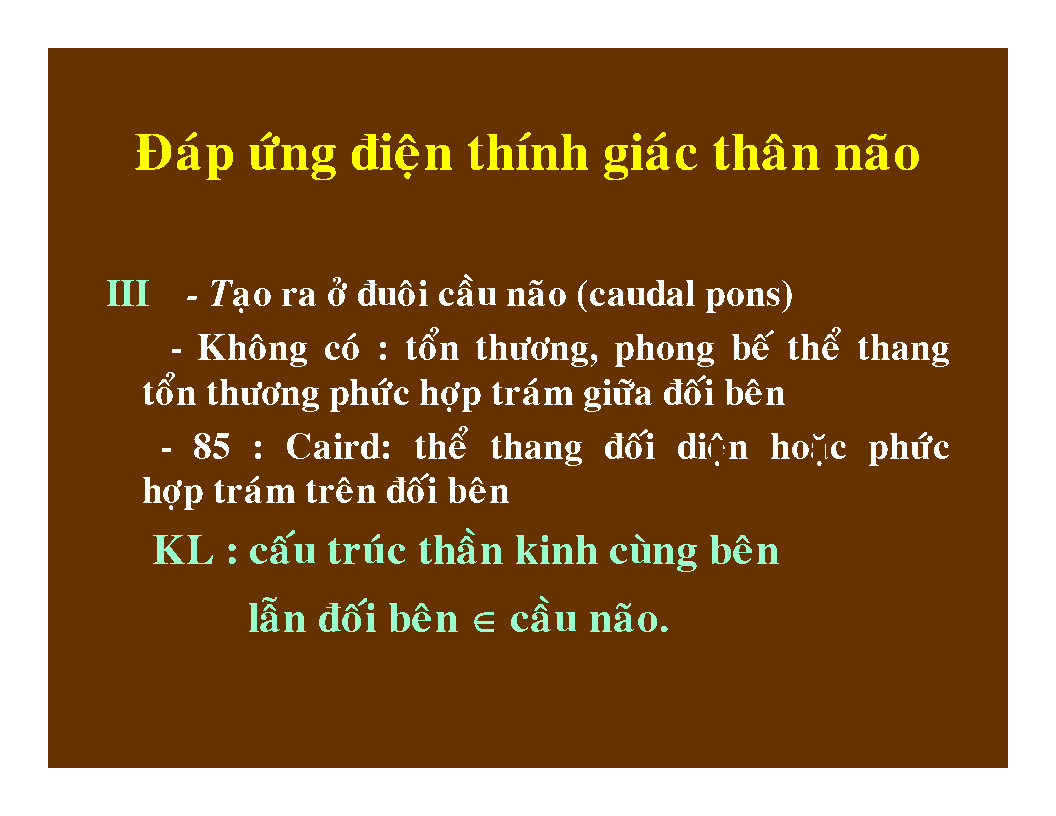 Đáp ứng điện thính giác thân não
III - Tạo ra ở đuôi cầu não (caudal pons)
- Không có : tổn thương, phong bế thể thang
tổn thương phức hợp trám giữa đối bên
- 85 : Caird: thể thang đối diện hoặc phức
hợp trám trên đối bên
KL : cấu trúc thần kinh cùng bên
lẫn đối bên ∈ cầu não.